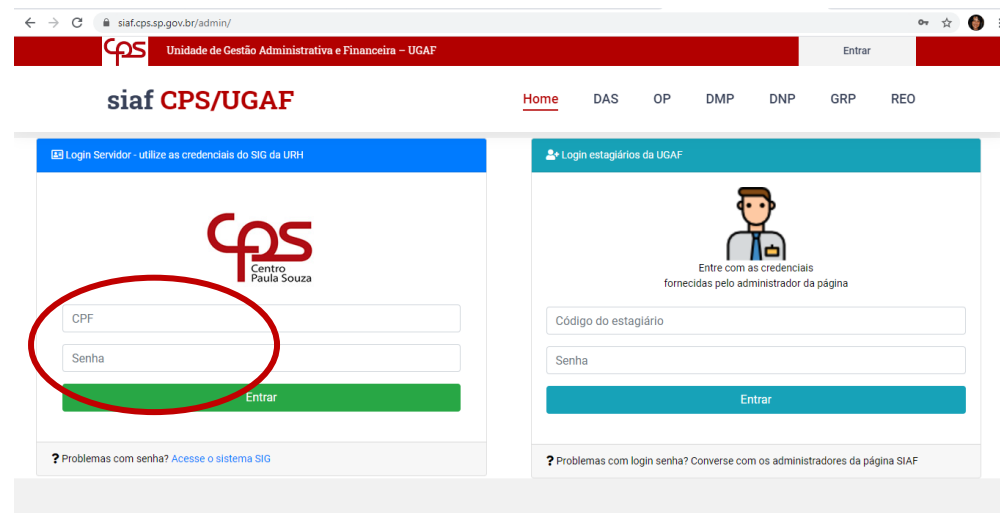 siaf.cps.sp.gov.br/admin/
cps Unidade de Gestão Administrativa e Financeira – UGAF Entrar
siaf CPS/UGAF Home DAS OP DMP DNP GRP REO
Login Servidor - utilize as credenciais do SIG da URH
cps
Centro
Paula Souza
CPF
Senha
Entrar
? Problemas com senha? Acesse o sistema SIG
Login estagiários da UGAF
Entre com as credenciais
fornecidas pelo administrador da página
Código do estagiário
Senha
Entrar
? Problemas com login senha? Converse com os administradores da página SIAF